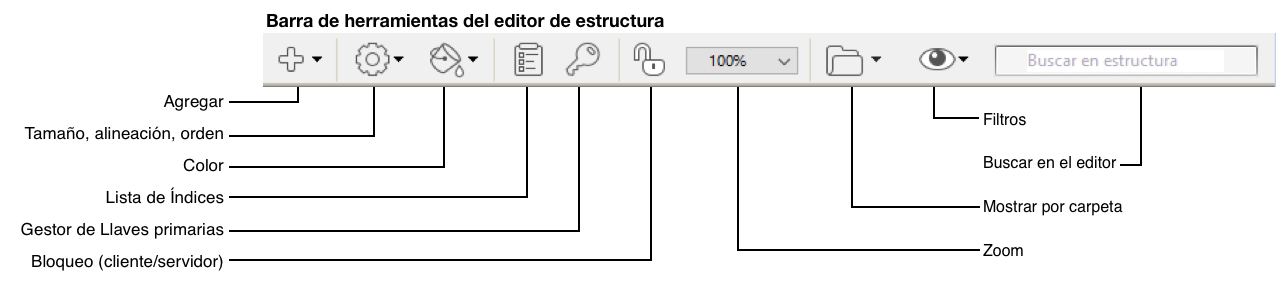 Barra de herramientas del editor de estructura
100%
Buscar en estructura
Agregar
Tamaño, alineación, orden
Color
Lista de Índices
Gestor de Llaves primarias
Bloqueo (cliente/servidor)
Filtros
Buscar en el editor
Mostrar por carpeta
Zoom